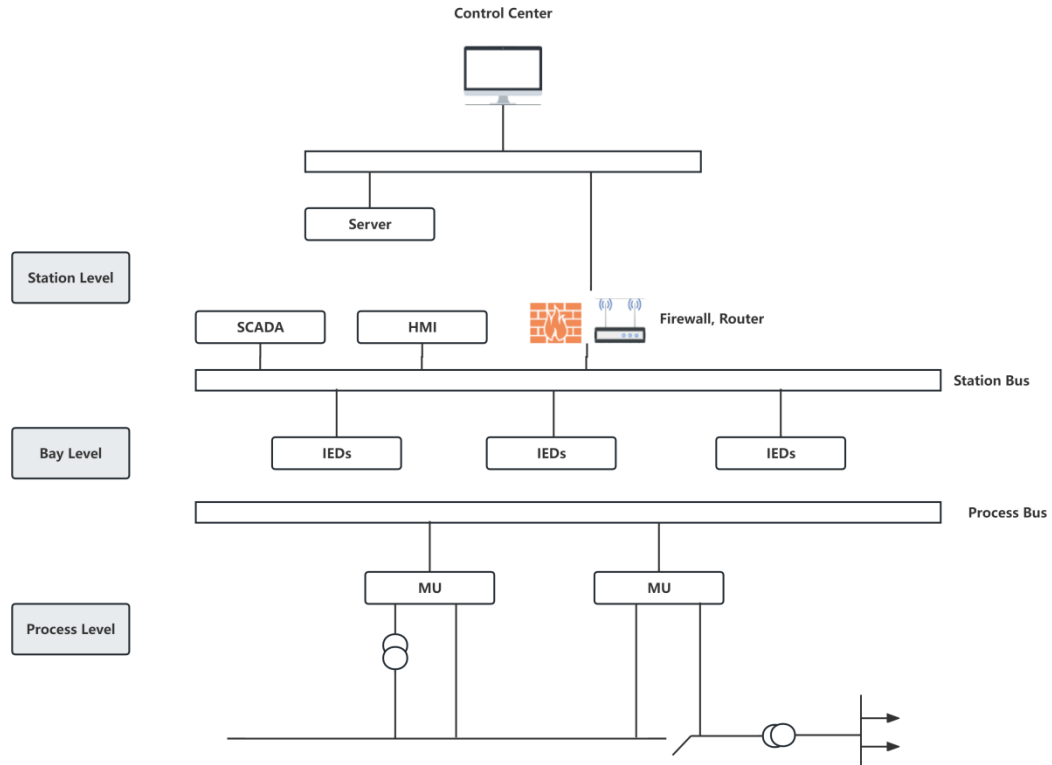 Control Center
Server
Station Level
SCADA
HMI
Firewall, Router
Station Bus
Bay Level
IEDs
IEDs
IEDs
Process Bus
MU
MU
Process Level